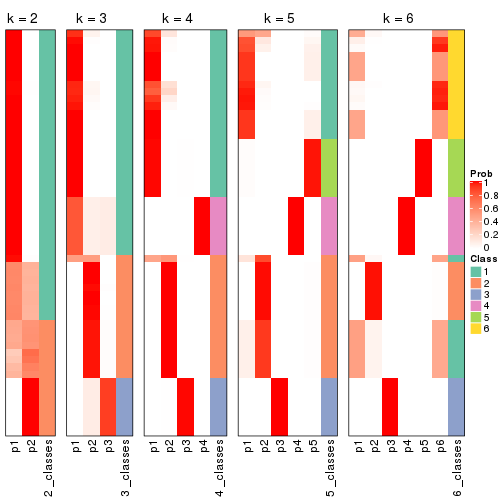 k = 2
k = 3
k = 4
k = 5
k = 6
p1
p2
2_classes
p1
p2
p3
3_classes
p1
p2
p3
p4
4_classes
p1
p2
p3
p4
p5
5_classes
p1
p2
p3
p4
p5
p6
6_classes
Prob
1
0.8
0.6
0.4
0.2
0
Class
1
2
3
4
5
6